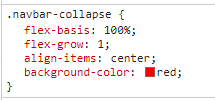 .navbar-collapse {
flex-basis: 100%;
flex-grow: 1;
align-items: center;
background-color: red;
}